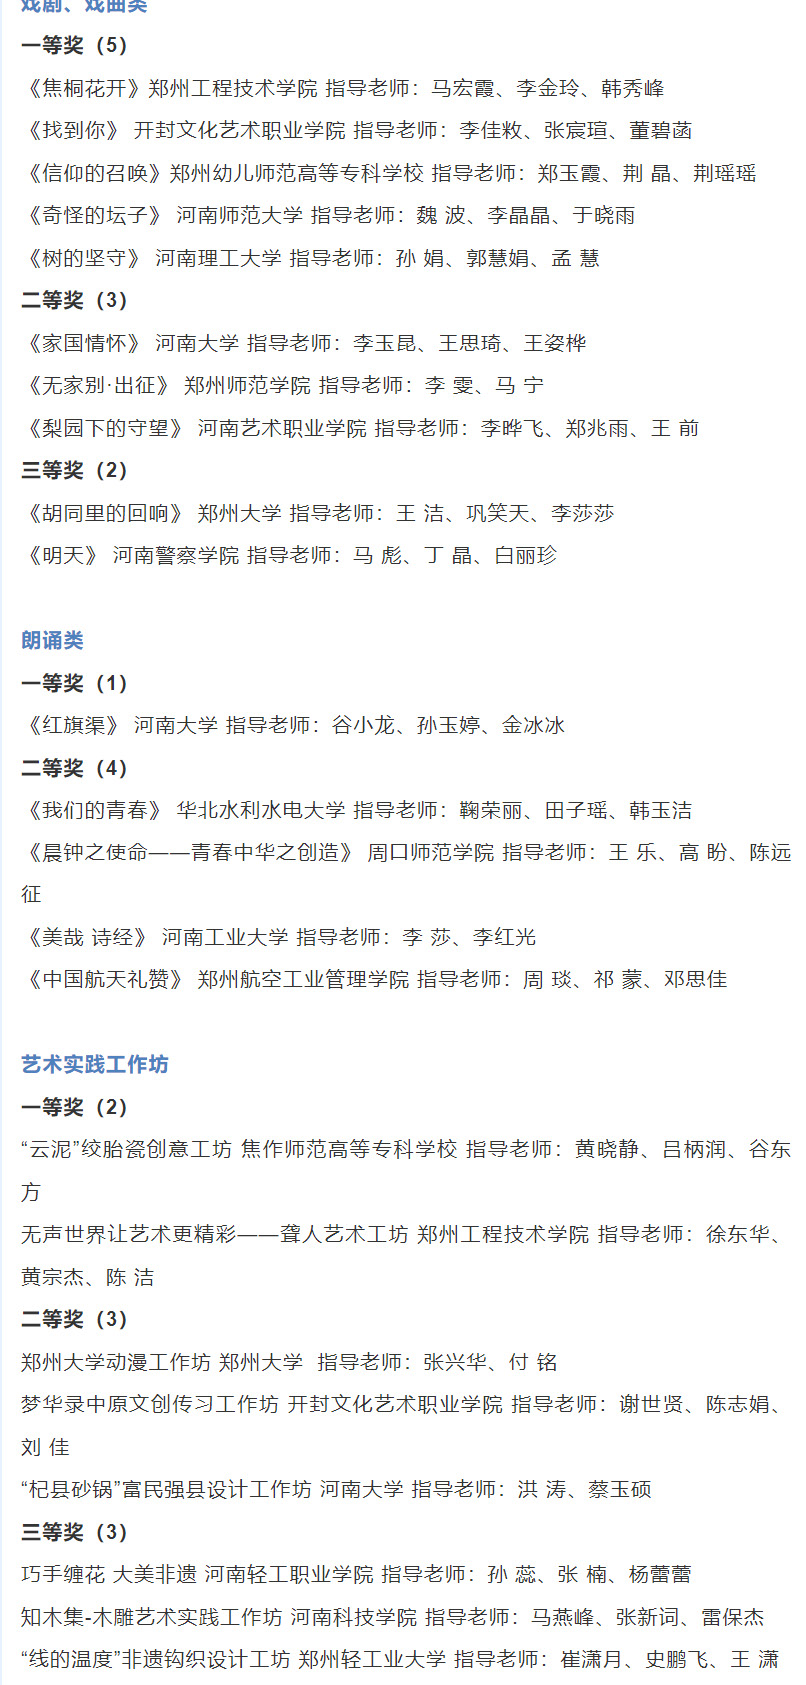 戏剧、戏曲类
一等奖（5）
《焦桐花开》郑州工程技术学院 指导老师：马宏霞、李金玲、韩秀峰
《找到你》 开封文化艺术职业学院 指导老师：李佳敉、张宸瑄、董碧菡
《信仰的召唤》郑州幼儿师范高等专科学校 指导老师：郑玉霞、荆 晶、荆瑶瑶
《奇怪的坛子》 河南师范大学 指导老师：魏 波、李晶晶、于晓雨
《树的坚守》 河南理工大学 指导老师：孙 娟、郭慧娟、孟 慧
二等奖（3）
《家国情怀》 河南大学 指导老师：李玉昆、王思琦、王姿桦
《无家别·出征》 郑州师范学院 指导老师：李 雯、马 宁
《梨园下的守望》 河南艺术职业学院 指导老师：李晔飞、郑兆雨、王 前
三等奖（2）
《胡同里的回响》 郑州大学 指导老师：王 洁、巩笑天、李莎莎
《明天》 河南警察学院 指导老师：马 彪、丁 晶、白丽珍
朗诵类
一等奖（1）
《红旗渠》 河南大学 指导老师：谷小龙、孙玉婷、金冰冰
二等奖（4）
《我们的青春》 华北水利水电大学 指导老师：鞠荣丽、田子瑶、韩玉洁
《晨钟之使命——青春中华之创造》 周口师范学院 指导老师：王 乐、高 盼、陈远
征
《美哉 诗经》 河南工业大学 指导老师：李 莎、李红光
《中国航天礼赞》 郑州航空工业管理学院 指导老师：周 琰、祁 蒙、邓思佳
艺术实践工作坊
一等奖（2）
“云泥”绞胎瓷创意工坊 焦作师范高等专科学校 指导老师：黄晓静、吕柄润、谷东
方
无声世界让艺术更精彩——聋人艺术工坊 郑州工程技术学院 指导老师：徐东华、
黄宗杰、陈 洁
二等奖（3）
郑州大学动漫工作坊 郑州大学  指导老师：张兴华、付 铭
梦华录中原文创传习工作坊 开封文化艺术职业学院 指导老师：谢世贤、陈志娟、
刘 佳
“杞县砂锅”富民强县设计工作坊 河南大学 指导老师：洪 涛、蔡玉硕
三等奖（3）
巧手缠花 大美非遗 河南轻工职业学院 指导老师：孙 蕊、张 楠、杨蕾蕾
知木集-木雕艺术实践工作坊 河南科技学院 指导老师：马燕峰、张新词、雷保杰
“线的温度”非遗钩织设计工坊 郑州轻工业大学 指导老师：崔潇月、史鹏飞、王 潇